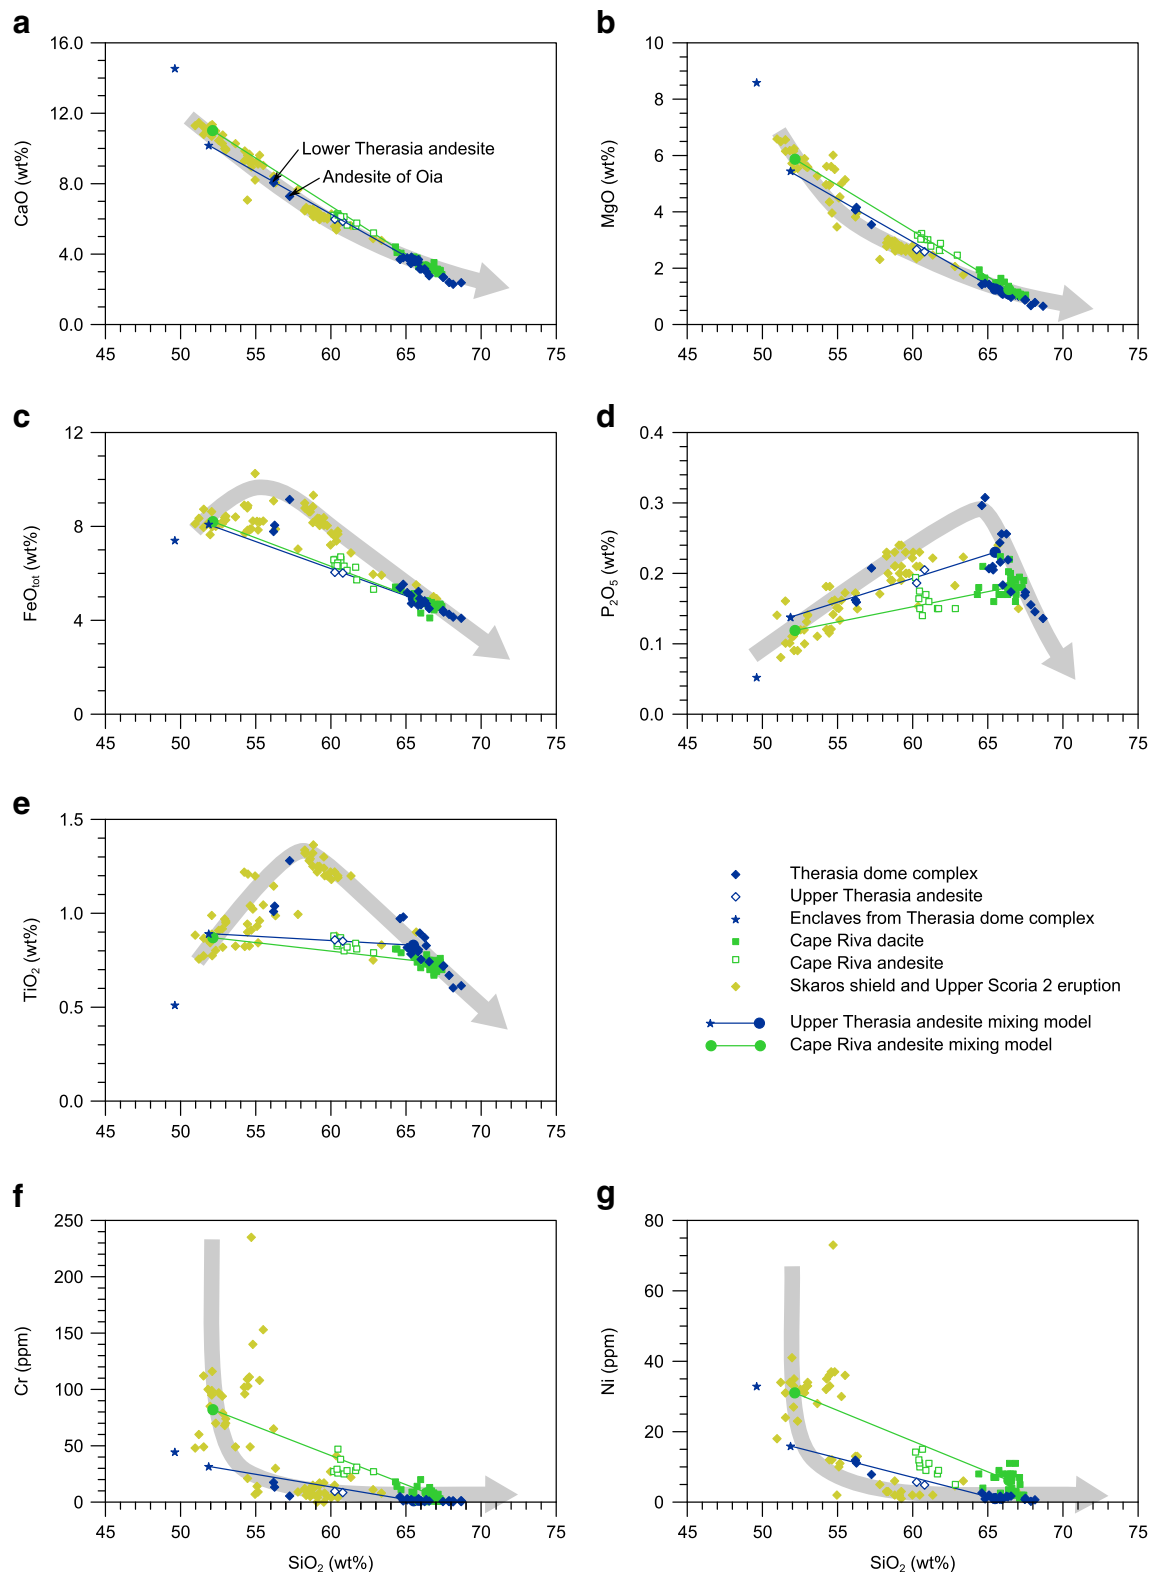 a
16.0
12.0
8.0
4.0
0.0
CaO (wt%)
Lower Therasia andesite
Andesite of Oia
45 50 55 60 65 70 75
b
10
8
6
4
2
0
MgO (wt%)
45 50 55 60 65 70 75
c
12
8
4
0
FeOtot (wt%)
45 50 55 60 65 70 75
d
0.4
0.3
0.2
0.1
0.0
P2O5 (wt%)
45 50 55 60 65 70 75
e
1.5
1.0
0.5
0.0
TiO2 (wt%)
45 50 55 60 65 70 75
Therasia dome complex
Upper Therasia andesite
Enclaves from Therasia dome complex
Cape Riva dacite
Cape Riva andesite
Skaros shield and Upper Scoria 2 eruption
Upper Therasia andesite mixing model
Cape Riva andesite mixing model
f
250
200
150
100
50
0
Cr (ppm)
45 50 55 60 65 70 75
SiO2 (wt%)
g
80
60
40
20
0
Ni (ppm)
45 50 55 60 65 70 75
SiO2 (wt%)